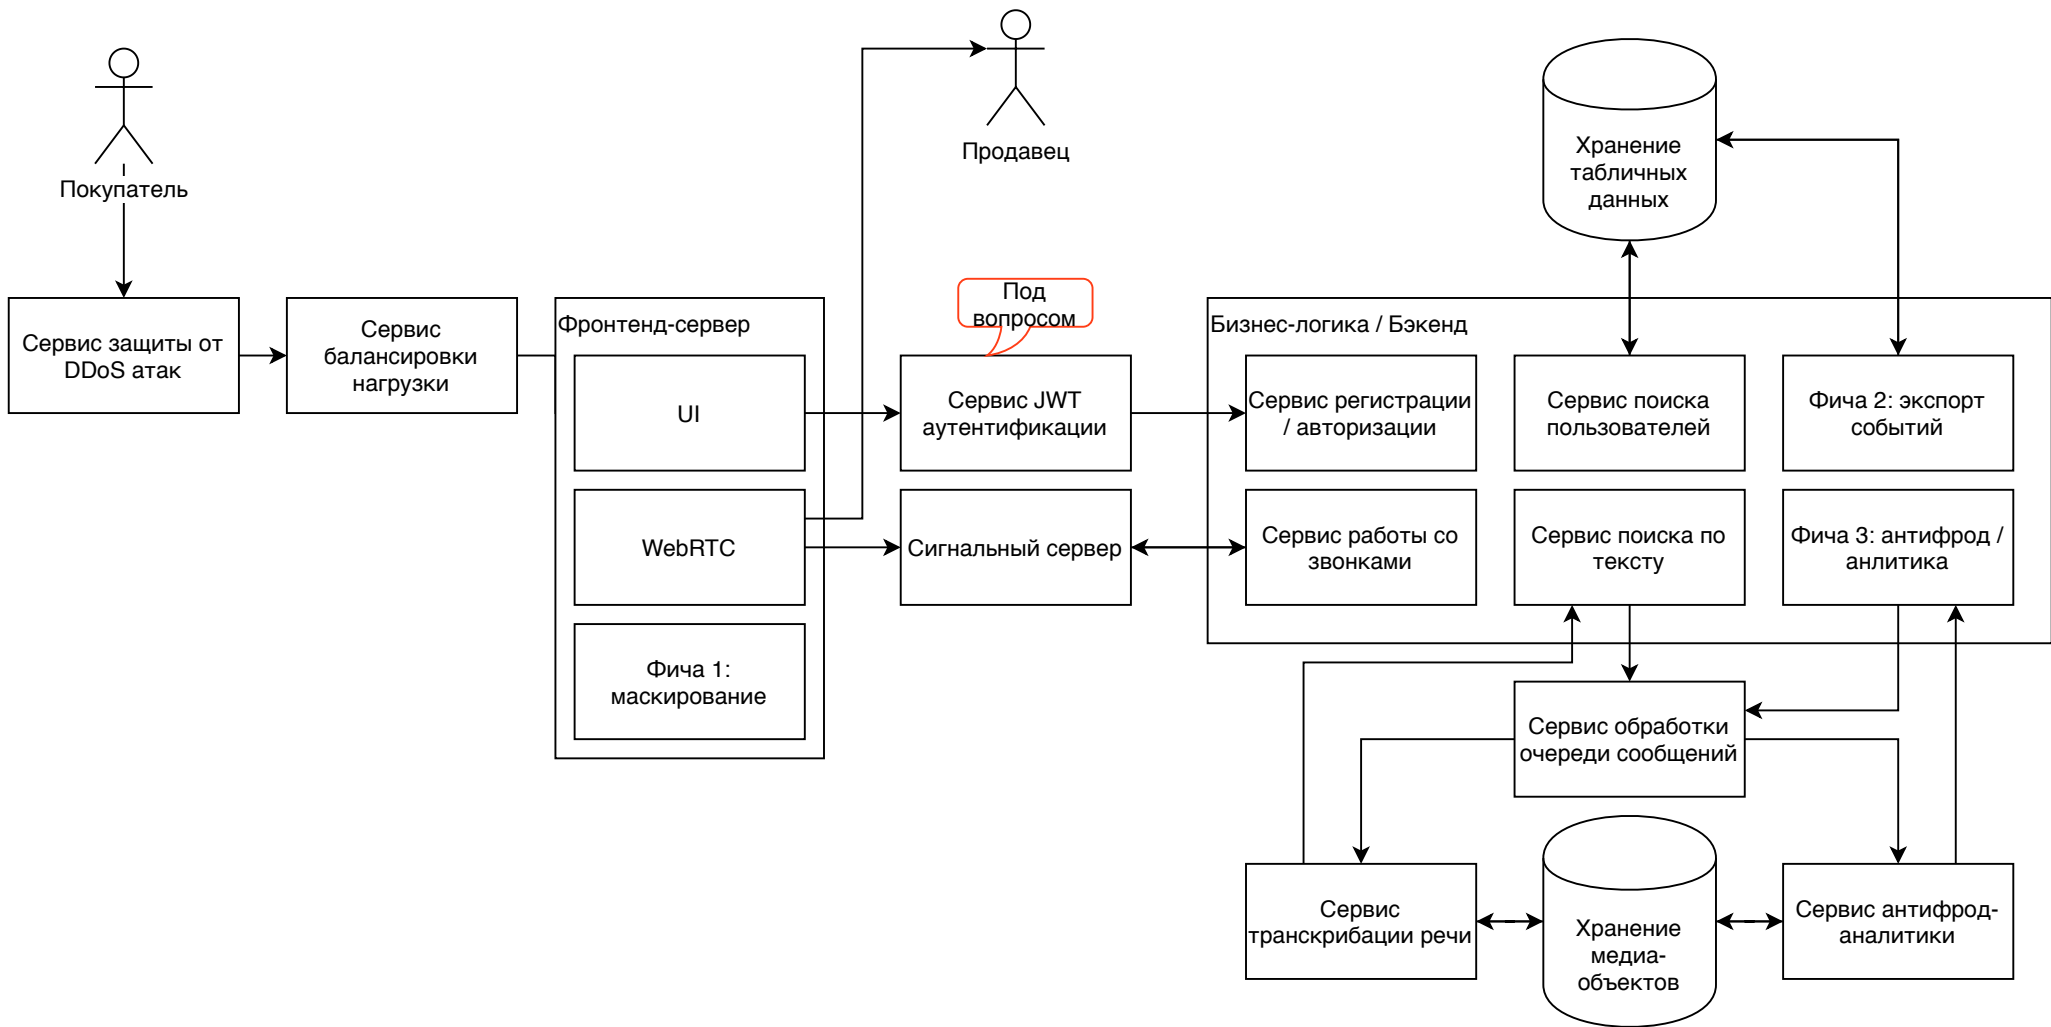 Покупатель
Продавец
Хранение
табличных
данных
Сервис защиты от
DDoS атак
Сервис
балансировки
нагрузки
Фронтенд-сервер
UI
WebRTC
Фича 1:
маскирование
Под
вопросом
Сервис JWT
аутентификации
Сигнальный сервер
Бизнес-логика / Бэкенд
Сервис регистрации
/ авторизации
Сервис поиска
пользователей
Фича 2: экспорт
событий
Сервис работы со
звонками
Сервис поиска по
тексту
Фича 3: антифрод /
анлитика
Сервис обработки
очереди сообщений
Сервис
транскрибации речи
Хранение
медиа-
объектов
Сервис антифрод-
аналитики